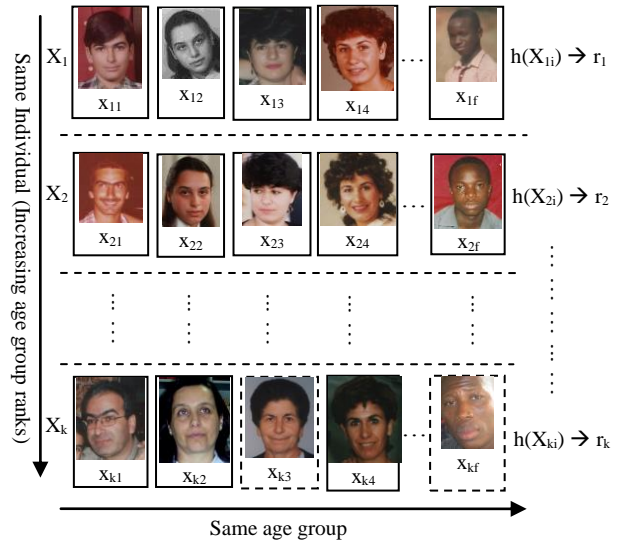 Same Individual (Increasing age group ranks)
X1 x11 x12 x13 x14 … x1f h(X1i) → r1
X2 x21 x22 x23 x24 … x2f h(X2i) → r2
Xk xk1 xk2 xk3 xk4 … xkf h(Xki) → rk
Same age group